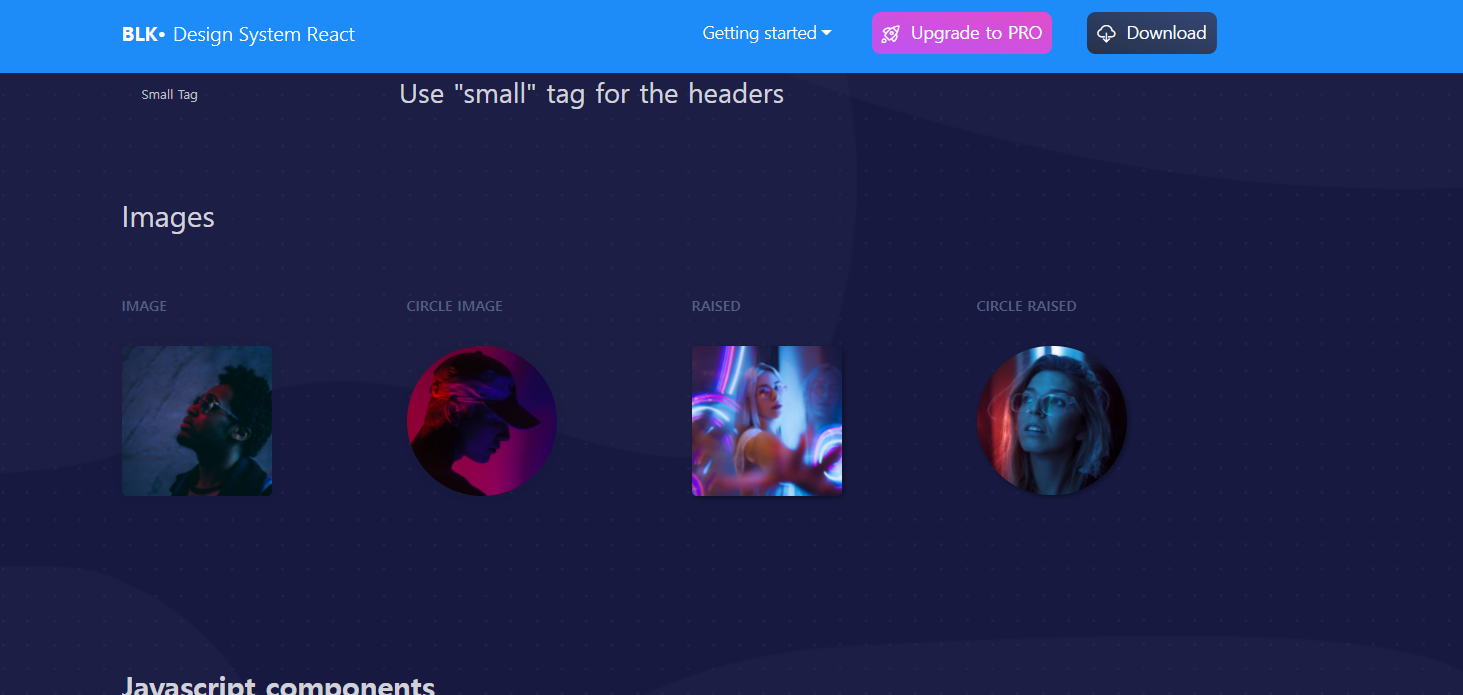 BLK• Design System React
Getting started
Upgrade to PRO
Download
Small Tag
Use "small" tag for the headers
Images
IMAGE
CIRCLE IMAGE
RAISED
CIRCLE RAISED
Javascript components